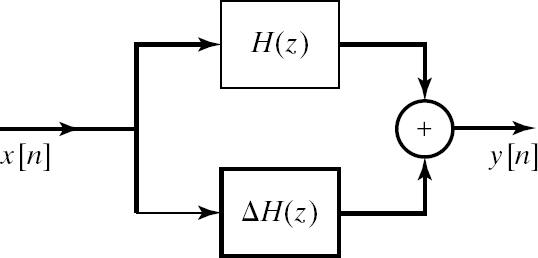 H(z)
+
x[n]
y[n]
ΔH(z)